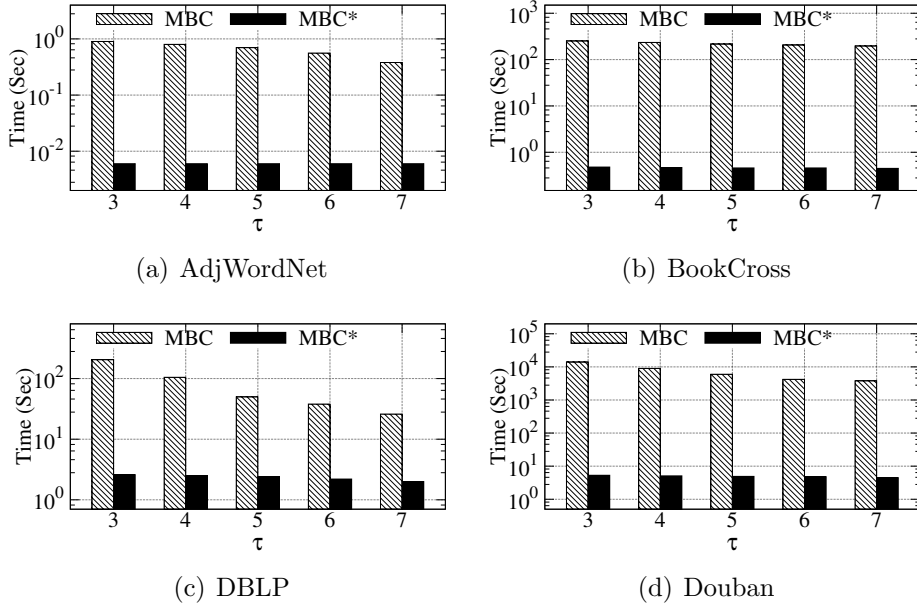 MBC MBC*
Time (Sec)
10^0
10^-1
10^-2
3 4 5 6 7
τ
(a) AdjWordNet
MBC MBC*
Time (Sec)
10^3
10^2
10^1
10^0
3 4 5 6 7
τ
(b) BookCross
MBC MBC*
Time (Sec)
10^2
10^1
10^0
3 4 5 6 7
τ
(c) DBLP
MBC MBC*
Time (Sec)
10^5
10^4
10^3
10^2
10^1
10^0
3 4 5 6 7
τ
(d) Douban